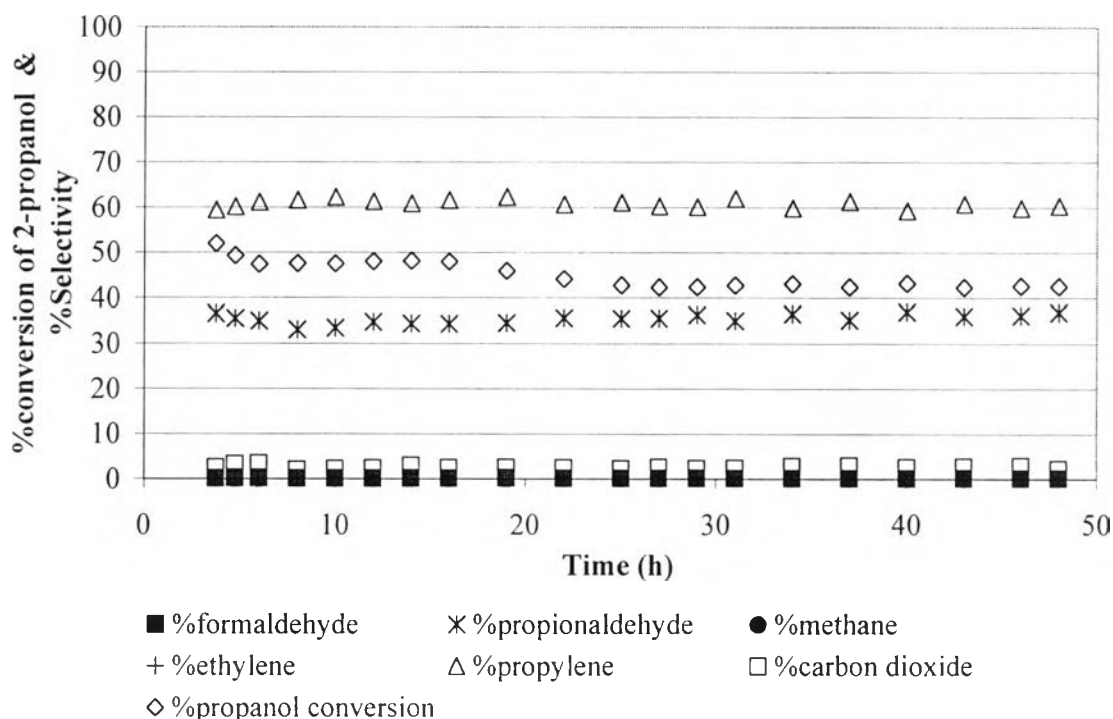 %conversion of 2-propanol &
%Selectivity
100
90
80
70
60
50
40
30
20
10
0
0 10 20 30 40 50
Time (h)
%formaldehyde %propionaldehyde %methane
%ethylene %propylene %carbon dioxide
%propanol conversion